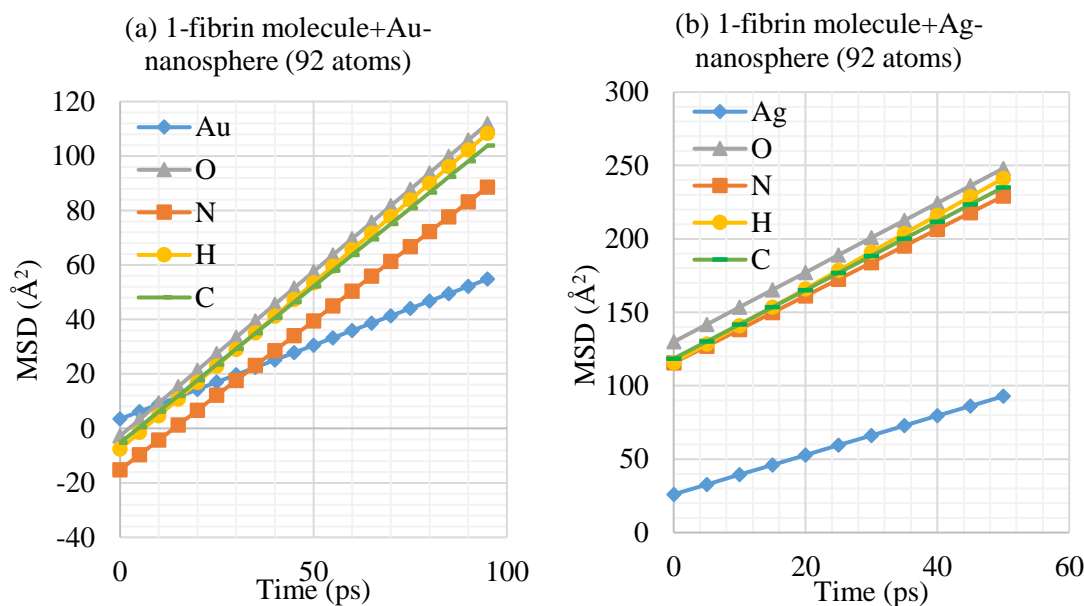 (a) 1-fibrin molecule+Au-
nanosphere (92 atoms)
120
100
80
60
40
20
0
-20
-40
MSD (Å²)
Au
O
N
H
C
0
50
100
Time (ps)
(b) 1-fibrin molecule+Ag-
nanosphere (92 atoms)
300
250
200
150
100
50
0
MSD (Å²)
Ag
O
N
H
C
0
20
40
60
Time (ps)